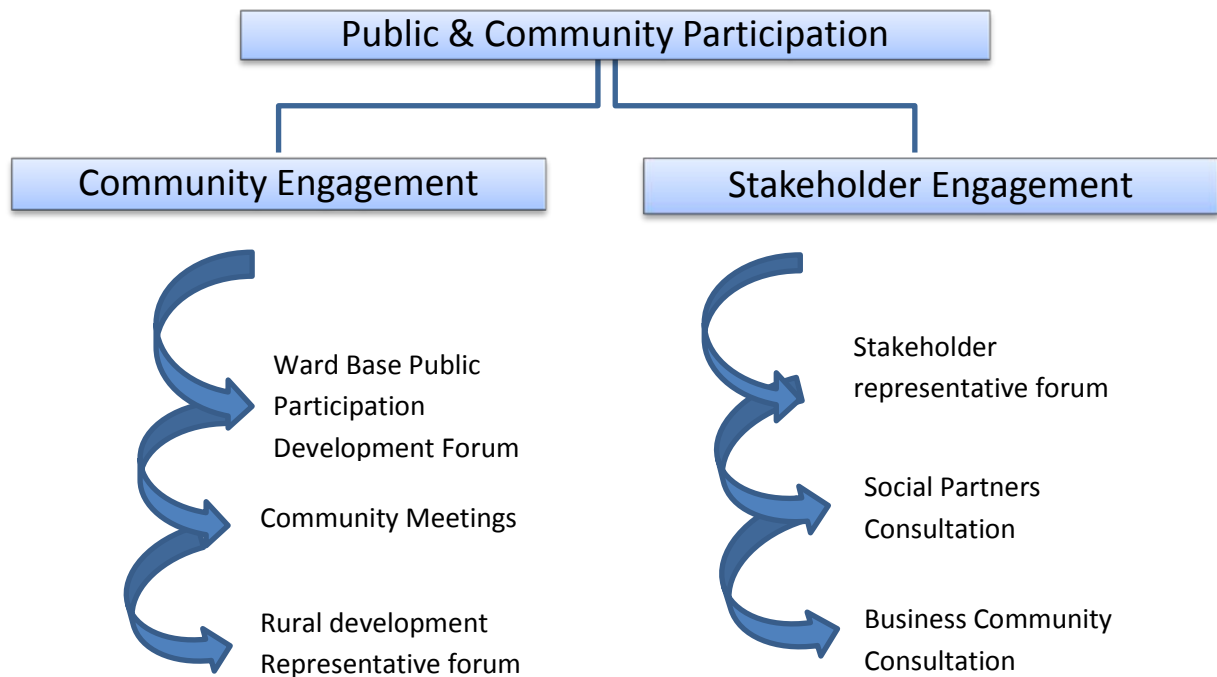 Public & Community Participation
Community Engagement
Stakeholder Engagement
Ward Base Public
Participation
Development Forum
Community Meetings
Rural development
Representative forum
Stakeholder
representative forum
Social Partners
Consultation
Business Community
Consultation